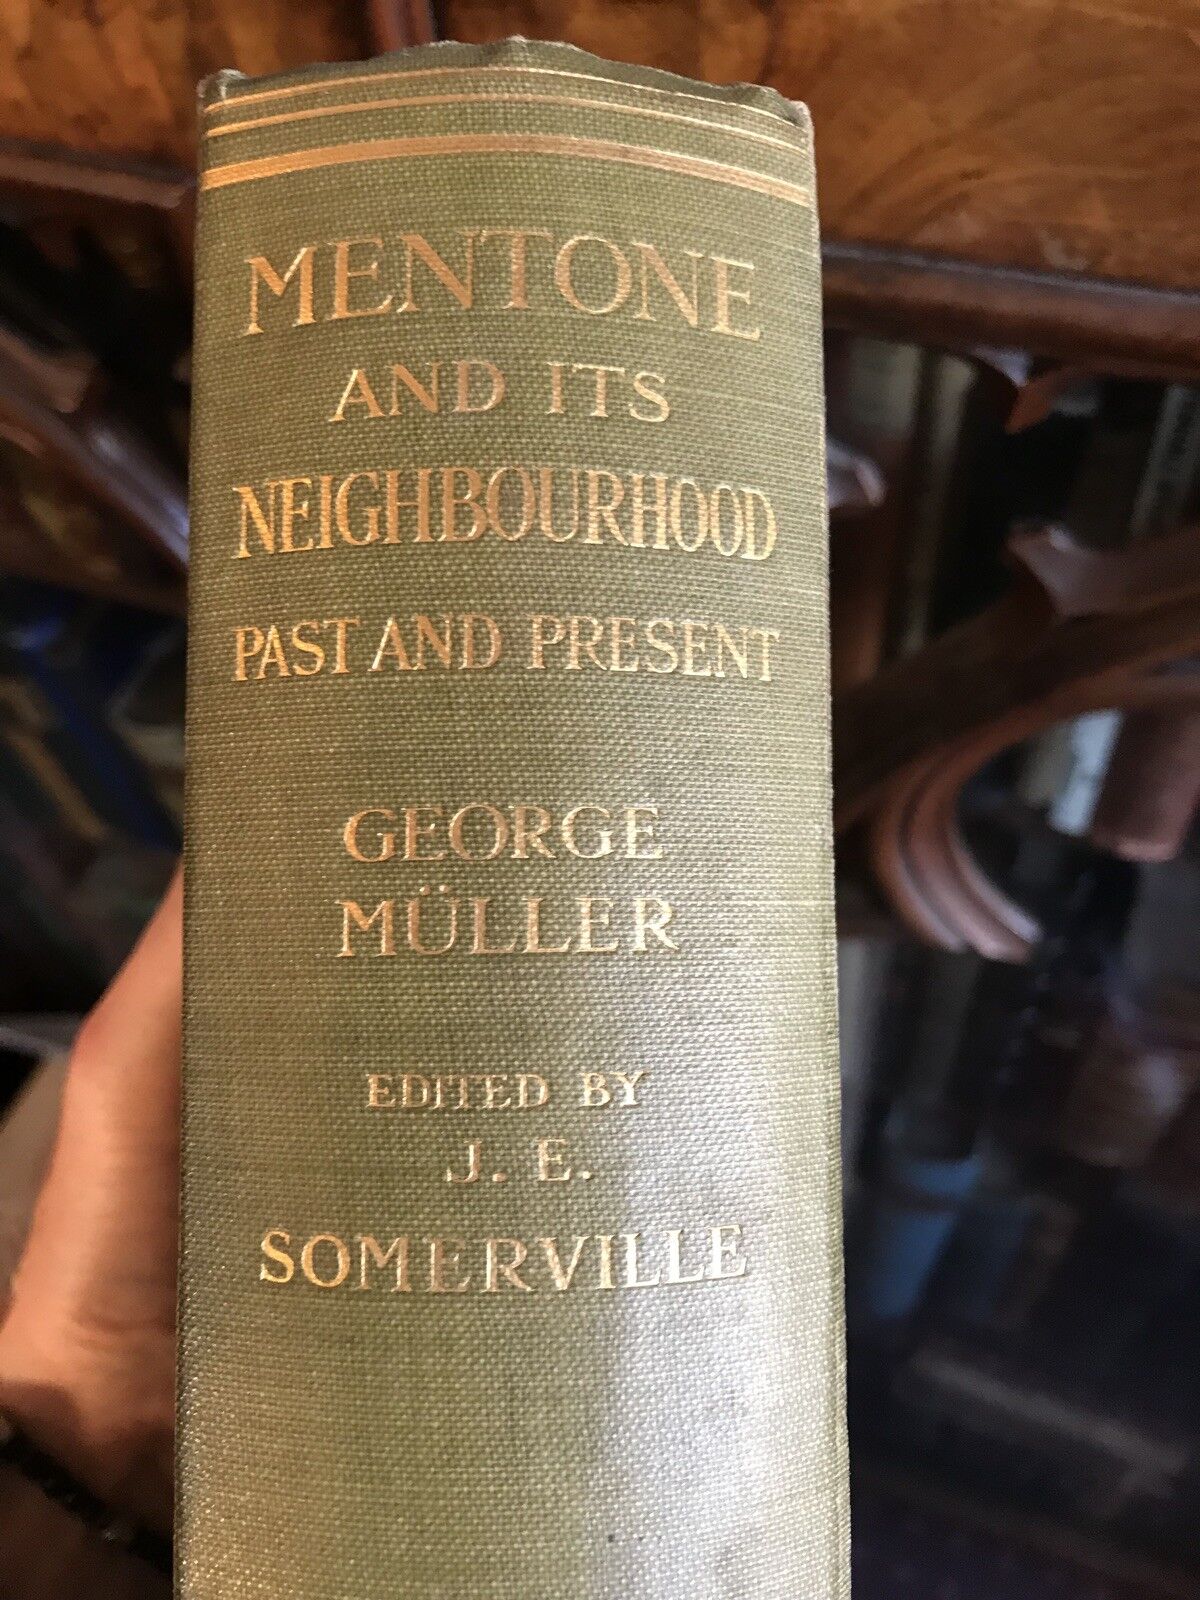 MENTONE
AND ITS
NEIGHBOURHOOD
PAST AND PRESENT
GEORGE
MÜLLER
EDITED BY
J. E.
SOMERVILLE